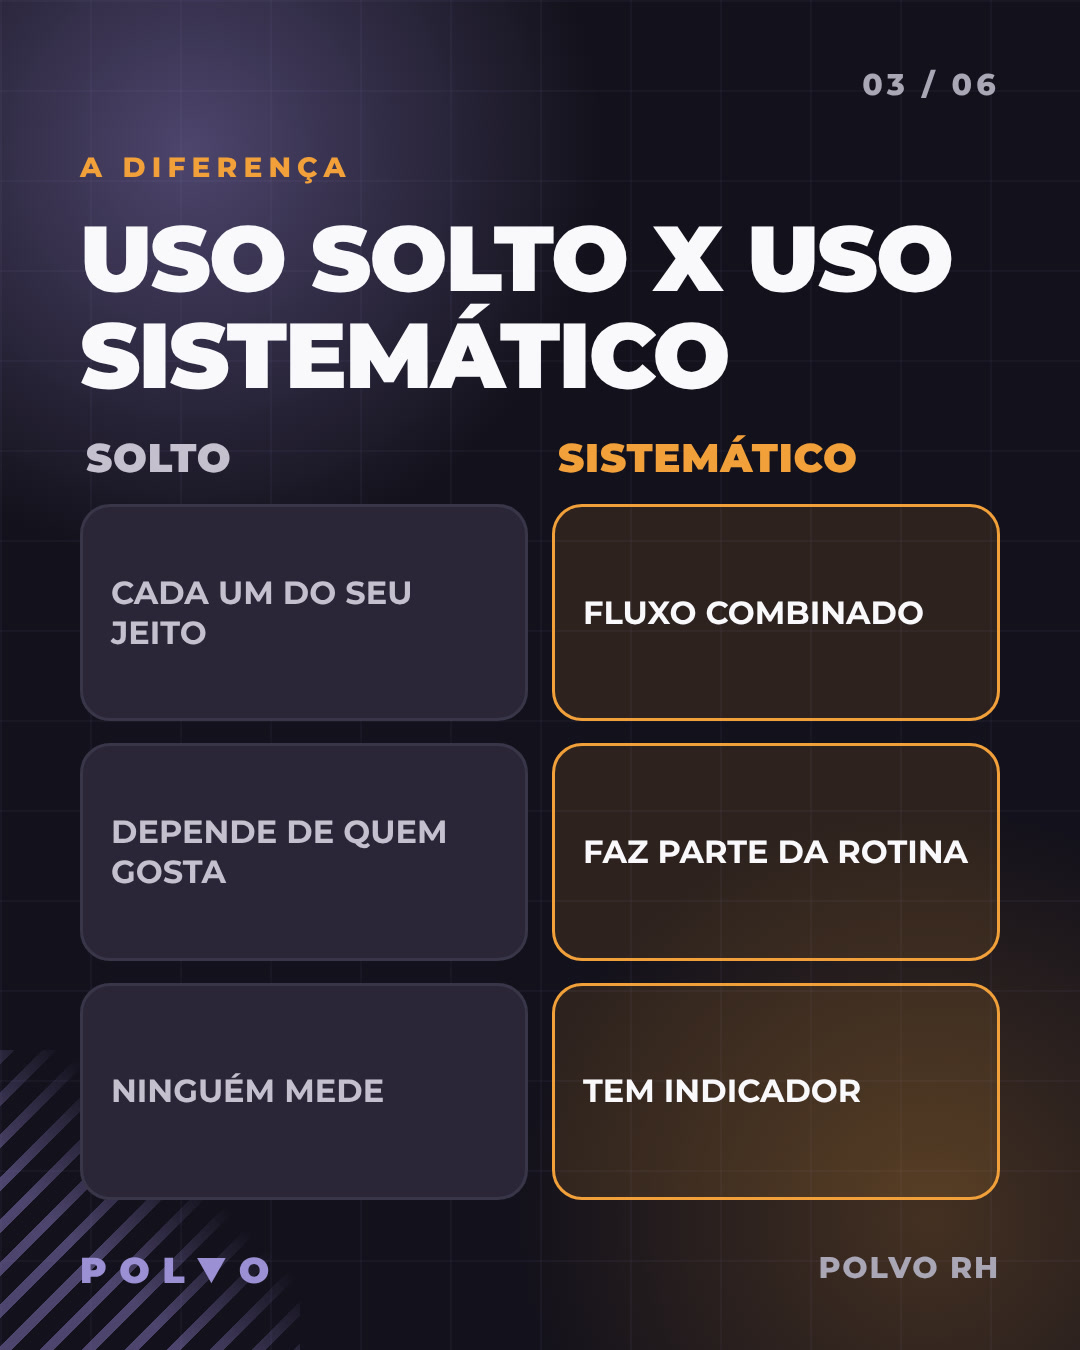 03 / 06
A DIFERENÇA
USO SOLTO X USO
SISTEMÁTICO
SOLTO
SISTEMÁTICO
CADA UM DO SEU
JEITO
FLUXO COMBINADO
DEPENDE DE QUEM
GOSTA
FAZ PARTE DA ROTINA
NINGUÉM MEDE
TEM INDICADOR
POLVO
POLVO RH